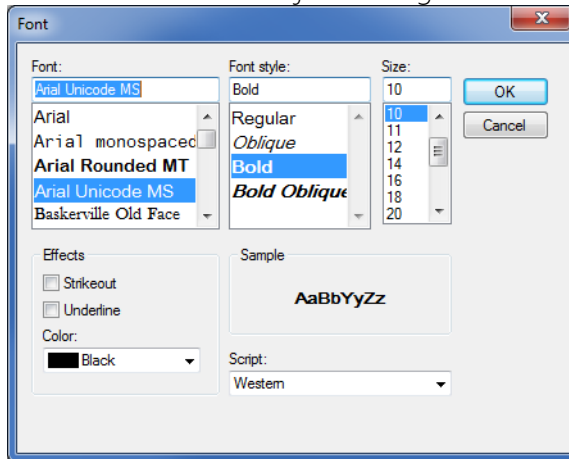 Font
Font:
Arial Unicode MS
Arial
Arial monospaced
Arial Rounded MT
Arial Unicode MS
Baskerville Old Face
Font style:
Bold
Regular
Oblique
Bold
Bold Oblique
Size:
10
10
11
12
14
16
18
20
OK
Cancel
Effects
Strikeout
Underline
Color:
Black
Sample
AaBbYyZz
Script:
Western